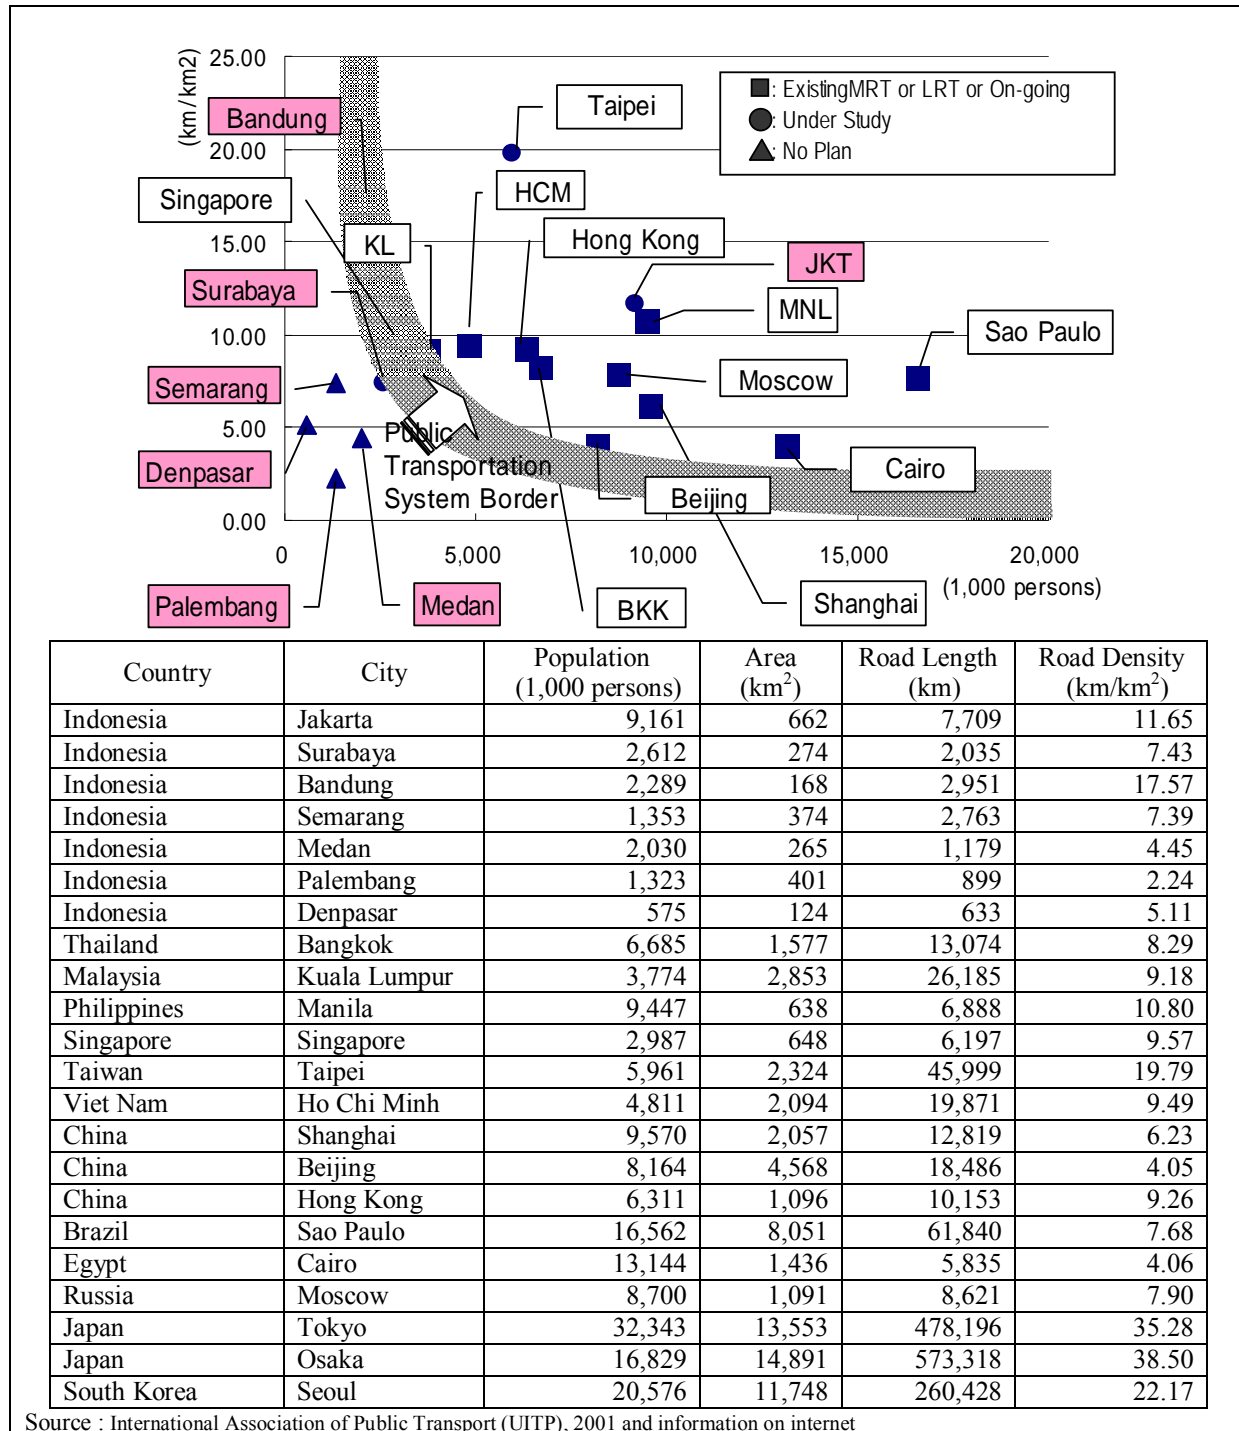 (km/km2)
25.00
20.00
15.00
10.00
5.00
0.00
■: ExistingMRT or LRT or On-going
●: Under Study
▲: No Plan
Bandung
Taipei
Singapore
HCM
KL
Hong Kong
JKT
Surabaya
MNL
Sao Paulo
Semarang
Moscow
Public
Transportation
System Border
Denpasar
Cairo
Beijing
0
5,000
10,000
15,000
20,000
(1,000 persons)
Palembang
Medan
BKK
Shanghai
Country City Population (1,000 persons) Area (km²) Road Length (km) Road Density (km/km²)
Indonesia Jakarta 9,161 662 7,709 11.65
Indonesia Surabaya 2,612 274 2,035 7.43
Indonesia Bandung 2,289 168 2,951 17.57
Indonesia Semarang 1,353 374 2,763 7.39
Indonesia Medan 2,030 265 1,179 4.45
Indonesia Palembang 1,323 401 899 2.24
Indonesia Denpasar 575 124 633 5.11
Thailand Bangkok 6,685 1,577 13,074 8.29
Malaysia Kuala Lumpur 3,774 2,853 26,185 9.18
Philippines Manila 9,447 638 6,888 10.80
Singapore Singapore 2,987 648 6,197 9.57
Taiwan Taipei 5,961 2,324 45,999 19.79
Viet Nam Ho Chi Minh 4,811 2,094 19,871 9.49
China Shanghai 9,570 2,057 12,819 6.23
China Beijing 8,164 4,568 18,486 4.05
China Hong Kong 6,311 1,096 10,153 9.26
Brazil Sao Paulo 16,562 8,051 61,840 7.68
Egypt Cairo 13,144 1,436 5,835 4.06
Russia Moscow 8,700 1,091 8,621 7.90
Japan Tokyo 32,343 13,553 478,196 35.28
Japan Osaka 16,829 14,891 573,318 38.50
South Korea Seoul 20,576 11,748 260,428 22.17
Source : International Association of Public Transport (UITP), 2001 and information on internet